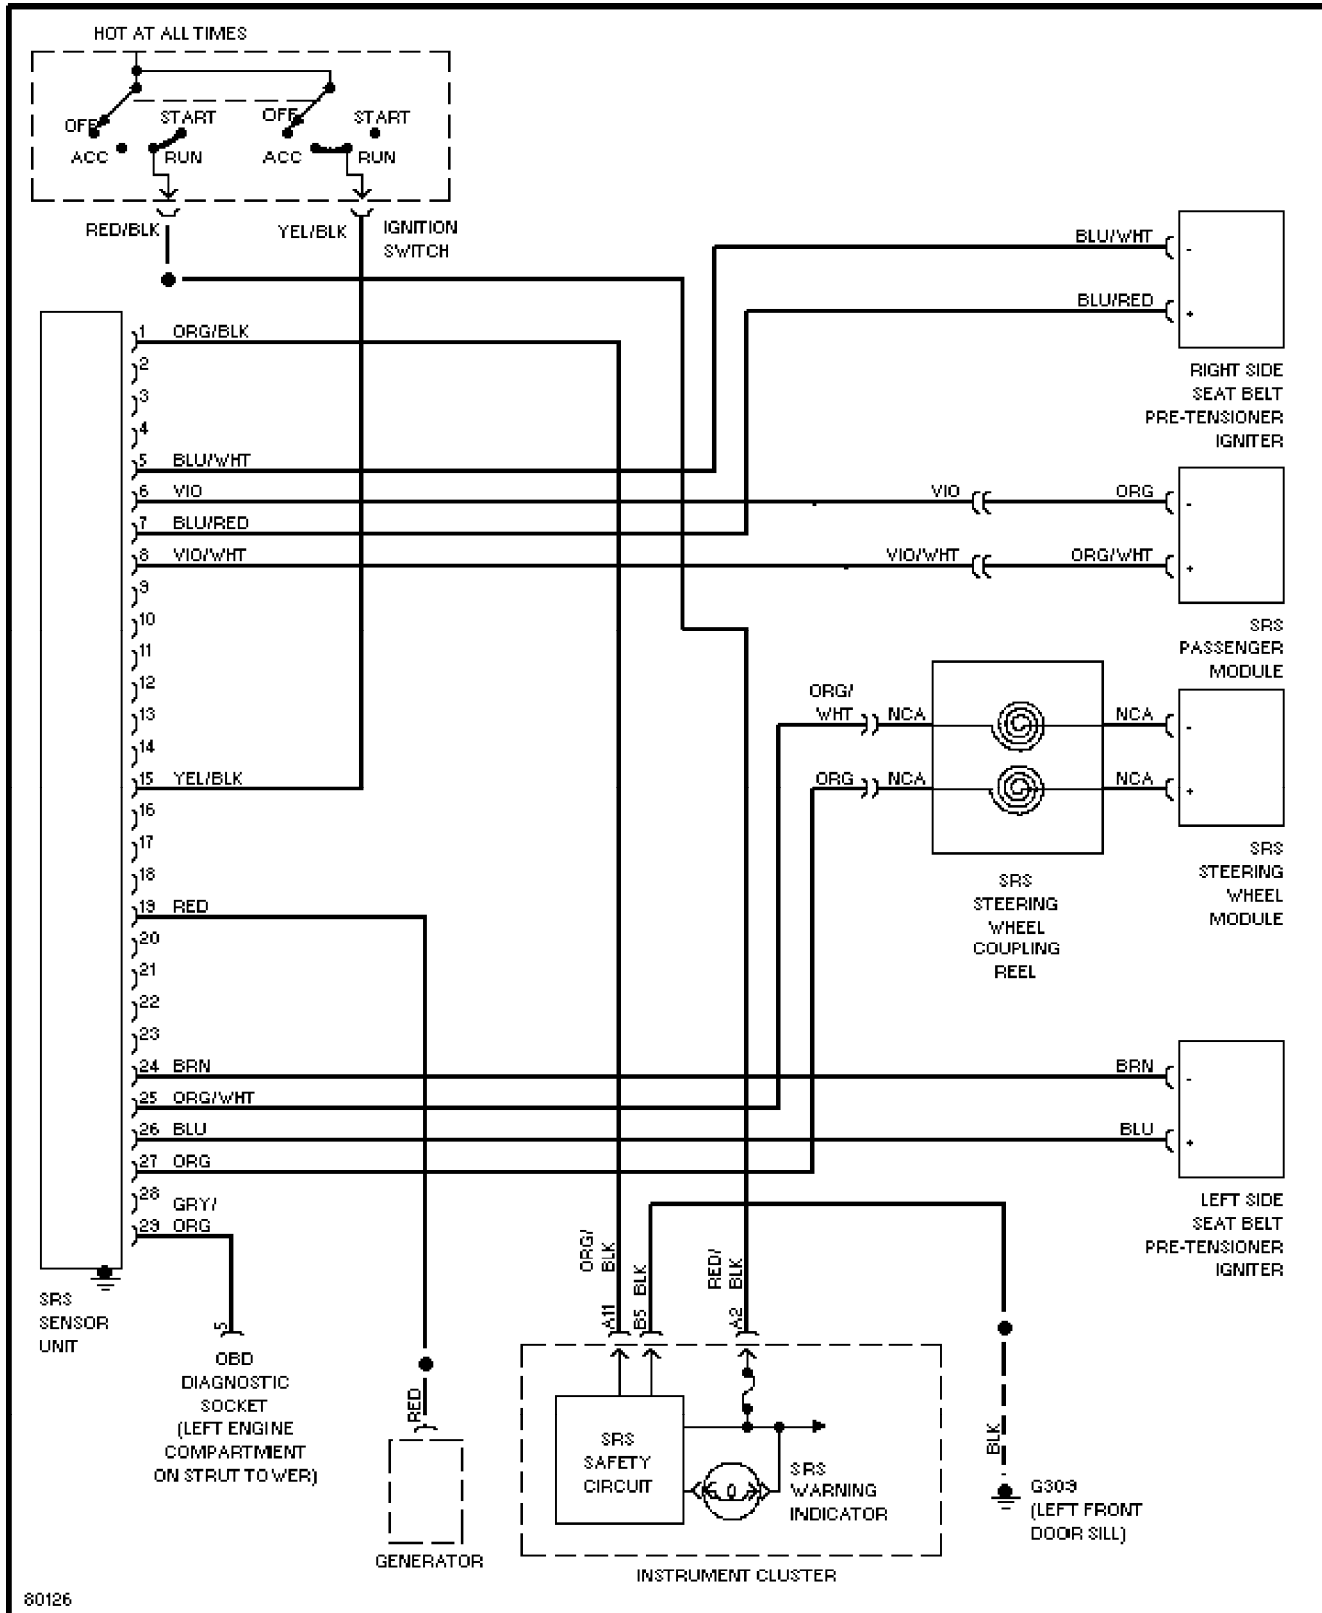 HOT AT ALL TIMES
OFF
START
ACC
RUN
OFF
START
ACC
RUN
RED/BLK
YEL/BLK
IGNITION
SWITCH
1 ORG/BLK
2
3
4
5 BLU/WHT
6 VIO
7 BLU/RED
8 VIO/WHT
9
10
11
12
13
14
15 YEL/BLK
16
17
18
19 RED
20
21
22
23
24 BRN
25 ORG/WHT
26 BLU
27 ORG
28 GRY/
29 ORG
SRS
SENSOR
UNIT
5
OBD
DIAGNOSTIC
SOCKET
(LEFT ENGINE
COMPARTMENT
ON STRUT TOWER)
RED
GENERATOR
BLU/WHT
-
BLU/RED
+
RIGHT SIDE
SEAT BELT
PRE-TENSIONER
IGNITER
VIO
ORG
-
VIO/WHT
ORG/WHT
+
SRS
PASSENGER
MODULE
ORG/
WHT
NCA
NCA
-
ORG
NCA
NCA
+
SRS
STEERING
WHEEL
COUPLING
REEL
SRS
STEERING
WHEEL
MODULE
BRN
-
BLU
+
LEFT SIDE
SEAT BELT
PRE-TENSIONER
IGNITER
ORG/
BLK
A11
BLK
B5
RED/
BLK
A2
SRS
SAFETY
CIRCUIT
SRS
WARNING
INDICATOR
INSTRUMENT CLUSTER
BLK
G309
(LEFT FRONT
DOOR SILL)
80126